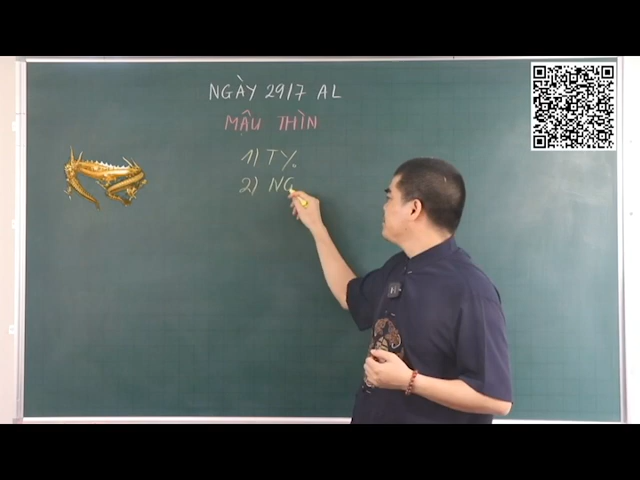 NGÀY 29/7 AL
MẬU THÌN
1) TỴ
2) NG